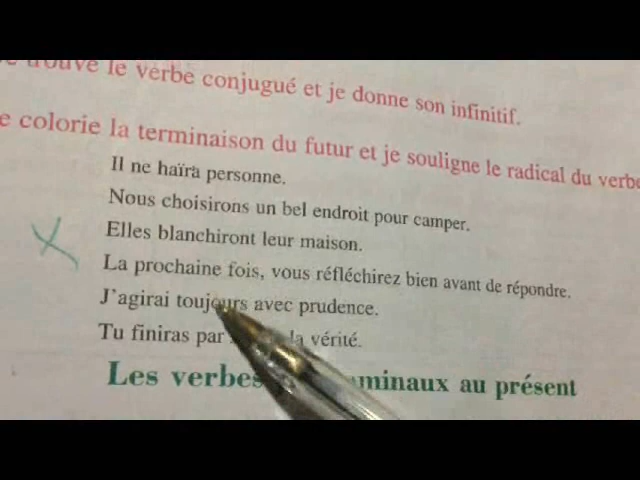 trouve le verbe conjugué et je donne son infinitif.
colorie la terminaison du futur et je souligne le radical du verbe
Il ne haïra personne.
Nous choisirons un bel endroit pour camper.
Elles blanchiront leur maison.
La prochaine fois, vous réfléchirez bien avant de répondre.
J'agirai toujours avec prudence.
Tu finiras par la vérité.
Les verbes au présent